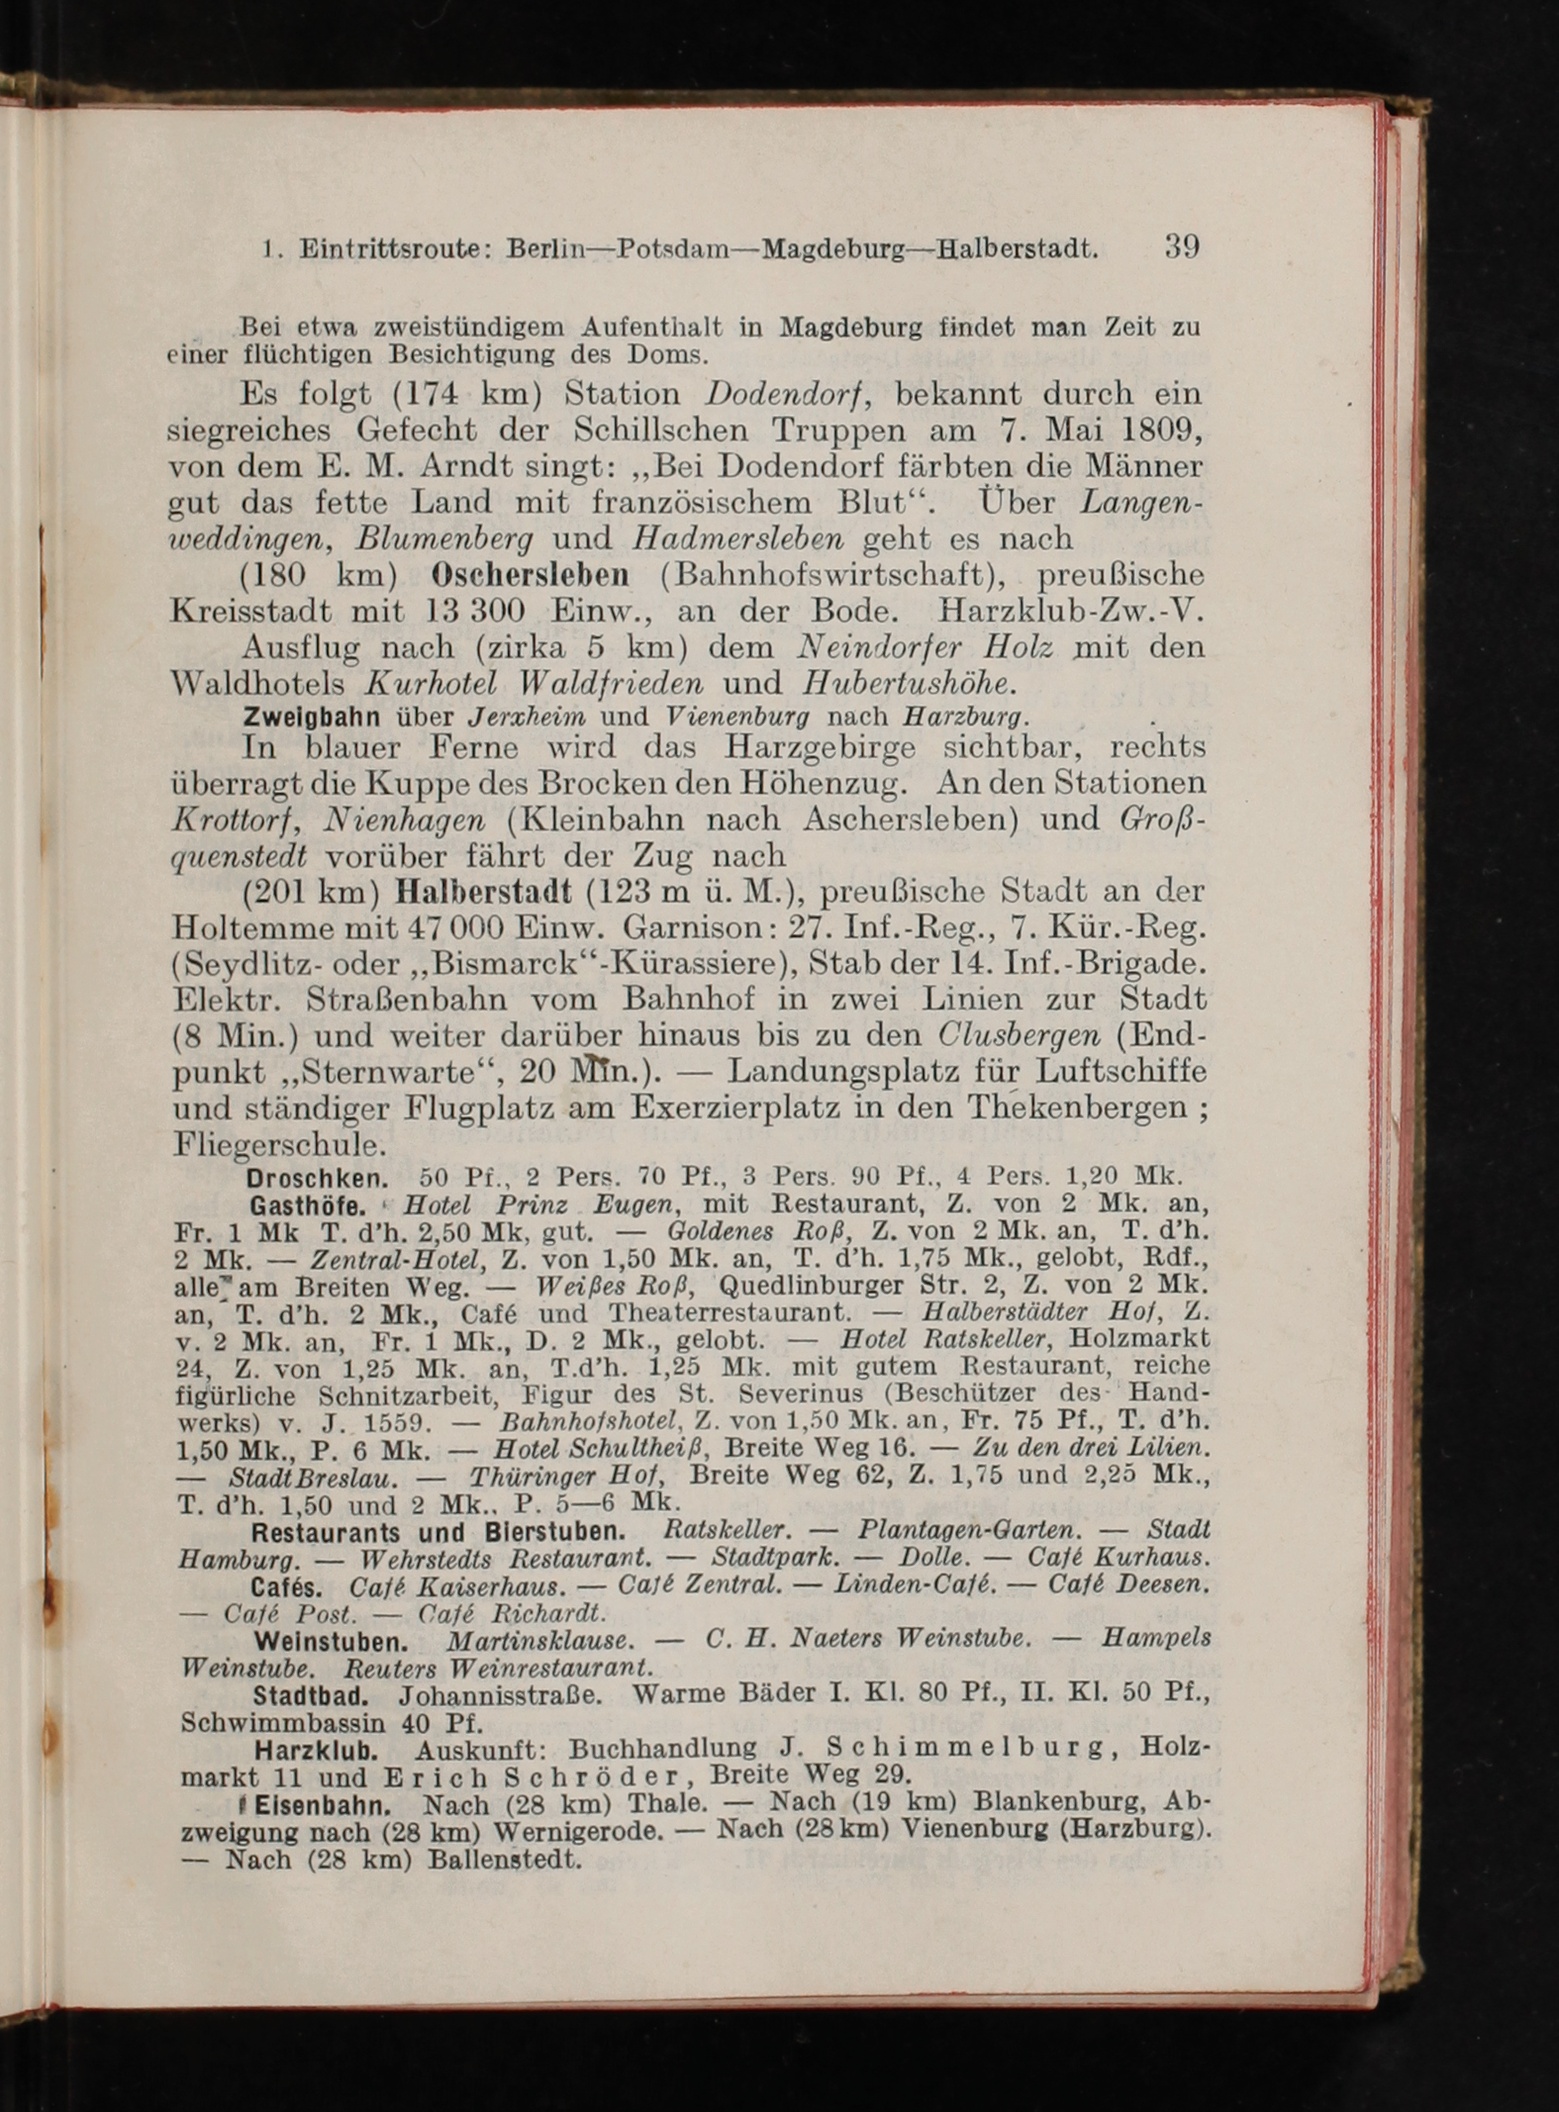 1. Eintrittsroute: Berlin—Potsdam—Magdeburg—Halberstadt. 39
Bei etwa zweistündigem Aufenthalt in Magdeburg findet man Zeit zu
einer flüchtigen Besichtigung des Doms.
Es folgt (174 km) Station Dodendorf, bekannt durch ein
siegreiches Gefecht der Schillschen Truppen am 7. Mai 1809,
von dem E. M. Arndt singt: „Bei Dodendorf färbten die Männer
gut das fette Land mit französischem Blut“. Über Langen-
weddingen, Blumenberg und Hadmersleben geht es nach
(180 km) Oschersleben (Bahnhofswirtschaft), preußische
Kreisstadt mit 13 300 Einw., an der Bode. Harzklub-Zw.-V.
Ausflug nach (zirka 5 km) dem Neindorfer Holz mit den
Waldhotels Kurhotel Waldfrieden und Hubertushöhe.
Zweigbahn über Jerxheim und Vienenburg nach Harzburg.
In blauer Ferne wird das Harzgebirge sichtbar, rechts
überragt die Kuppe des Brocken den Höhenzug. An den Stationen
Krottorf, Nienhagen (Kleinbahn nach Aschersleben) und Groß-
quenstedt vorüber fährt der Zug nach
(201 km) Halberstadt (123 m ü. M.), preußische Stadt an der
Holtemme mit 47 000 Einw. Garnison: 27. Inf.-Reg., 7. Kür.-Reg.
(Seydlitz- oder „Bismarck“-Kürassiere), Stab der 14. Inf.-Brigade.
Elektr. Straßenbahn vom Bahnhof in zwei Linien zur Stadt
(8 Min.) und weiter darüber hinaus bis zu den Clusbergen (End-
punkt „Sternwarte“, 20 Min.). — Landungsplatz für Luftschiffe
und ständiger Flugplatz am Exerzierplatz in den Thekenbergen ;
Fliegerschule.
Droschken. 50 Pf., 2 Pers. 70 Pf., 3 Pers. 90 Pf., 4 Pers. 1,20 Mk.
Gasthöfe. Hotel Prinz Eugen, mit Restaurant, Z. von 2 Mk. an,
Fr. 1 Mk T. d'h. 2,50 Mk, gut. — Goldenes Roß, Z. von 2 Mk. an, T. d'h.
2 Mk. — Zentral-Hotel, Z. von 1,50 Mk. an, T. d'h. 1,75 Mk., gelobt, Rdf.,
alle am Breiten Weg. — Weißes Roß, Quedlinburger Str. 2, Z. von 2 Mk.
an, T. d'h. 2 Mk., Café und Theaterrestaurant. — Halberstädter Hof, Z.
v. 2 Mk. an, Fr. 1 Mk., D. 2 Mk., gelobt. — Hotel Ratskeller, Holzmarkt
24, Z. von 1,25 Mk. an, T.d'h. 1,25 Mk. mit gutem Restaurant, reiche
figürliche Schnitzarbeit, Figur des St. Severinus (Beschützer des Hand-
werks) v. J. 1559. — Bahnhofshotel, Z. von 1,50 Mk. an, Fr. 75 Pf., T. d'h.
1,50 Mk., P. 6 Mk. — Hotel Schultheiß, Breite Weg 16. — Zu den drei Lilien.
— Stadt Breslau. — Thüringer Hof, Breite Weg 62, Z. 1,75 und 2,25 Mk.,
T. d'h. 1,50 und 2 Mk., P. 5—6 Mk.
Restaurants und Bierstuben. Ratskeller. — Plantagen-Garten. — Stadt
Hamburg. — Wehrstedts Restaurant. — Stadtpark. — Dolle. — Café Kurhaus.
Cafés. Café Kaiserhaus. — Café Zentral. — Linden-Café. — Café Deesen.
— Café Post. — Café Richardt.
Weinstuben. Martinsklause. — C. H. Naeters Weinstube. — Hampels
Weinstube. Reuters Weinrestaurant.
Stadtbad. Johannisstraße. Warme Bäder I. Kl. 80 Pf., II. Kl. 50 Pf.,
Schwimmbassin 40 Pf.
Harzklub. Auskunft: Buchhandlung J. Schimmelburg, Holz-
markt 11 und Erich Schröder, Breite Weg 29.
Eisenbahn. Nach (28 km) Thale. — Nach (19 km) Blankenburg, Ab-
zweigung nach (28 km) Wernigerode. — Nach (28 km) Vienenburg (Harzburg).
— Nach (28 km) Ballenstedt.